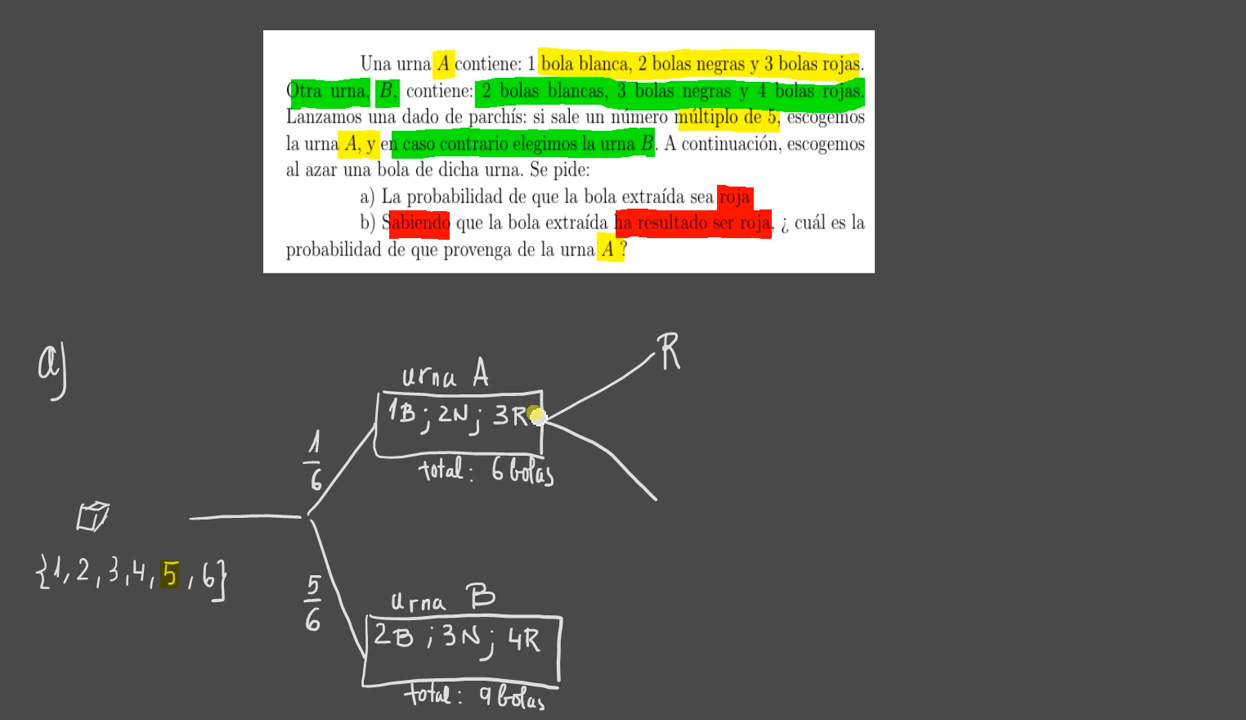 Una urna A contiene: 1 bola blanca, 2 bolas negras y 3 bolas rojas.
Otra urna, B, contiene: 2 bolas blancas, 3 bolas negras y 4 bolas rojas.
Lanzamos una dado de parchís: si sale un número múltiplo de 5, escogemos
la urna A, y en caso contrario elegimos la urna B. A continuación, escogemos
al azar una bola de dicha urna. Se pide:
a) La probabilidad de que la bola extraída sea roja
b) Sabiendo que la bola extraída ha resultado ser roja, ¿ cuál es la
probabilidad de que provenga de la urna A ?
a)
R
urna A
1B ; 2N ; 3R
total: 6 bolas
1/6
{1, 2, 3, 4, 5, 6}
5/6
urna B
2B ; 3N ; 4R
total: 9 bolas